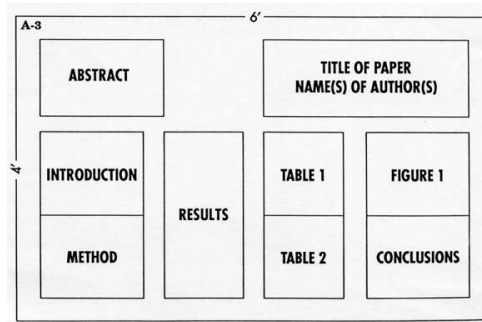 6'
A-3
ABSTRACT
TITLE OF PAPER
NAME(S) OF AUTHOR(S)
4'
INTRODUCTION
METHOD
RESULTS
TABLE 1
TABLE 2
FIGURE 1
CONCLUSIONS